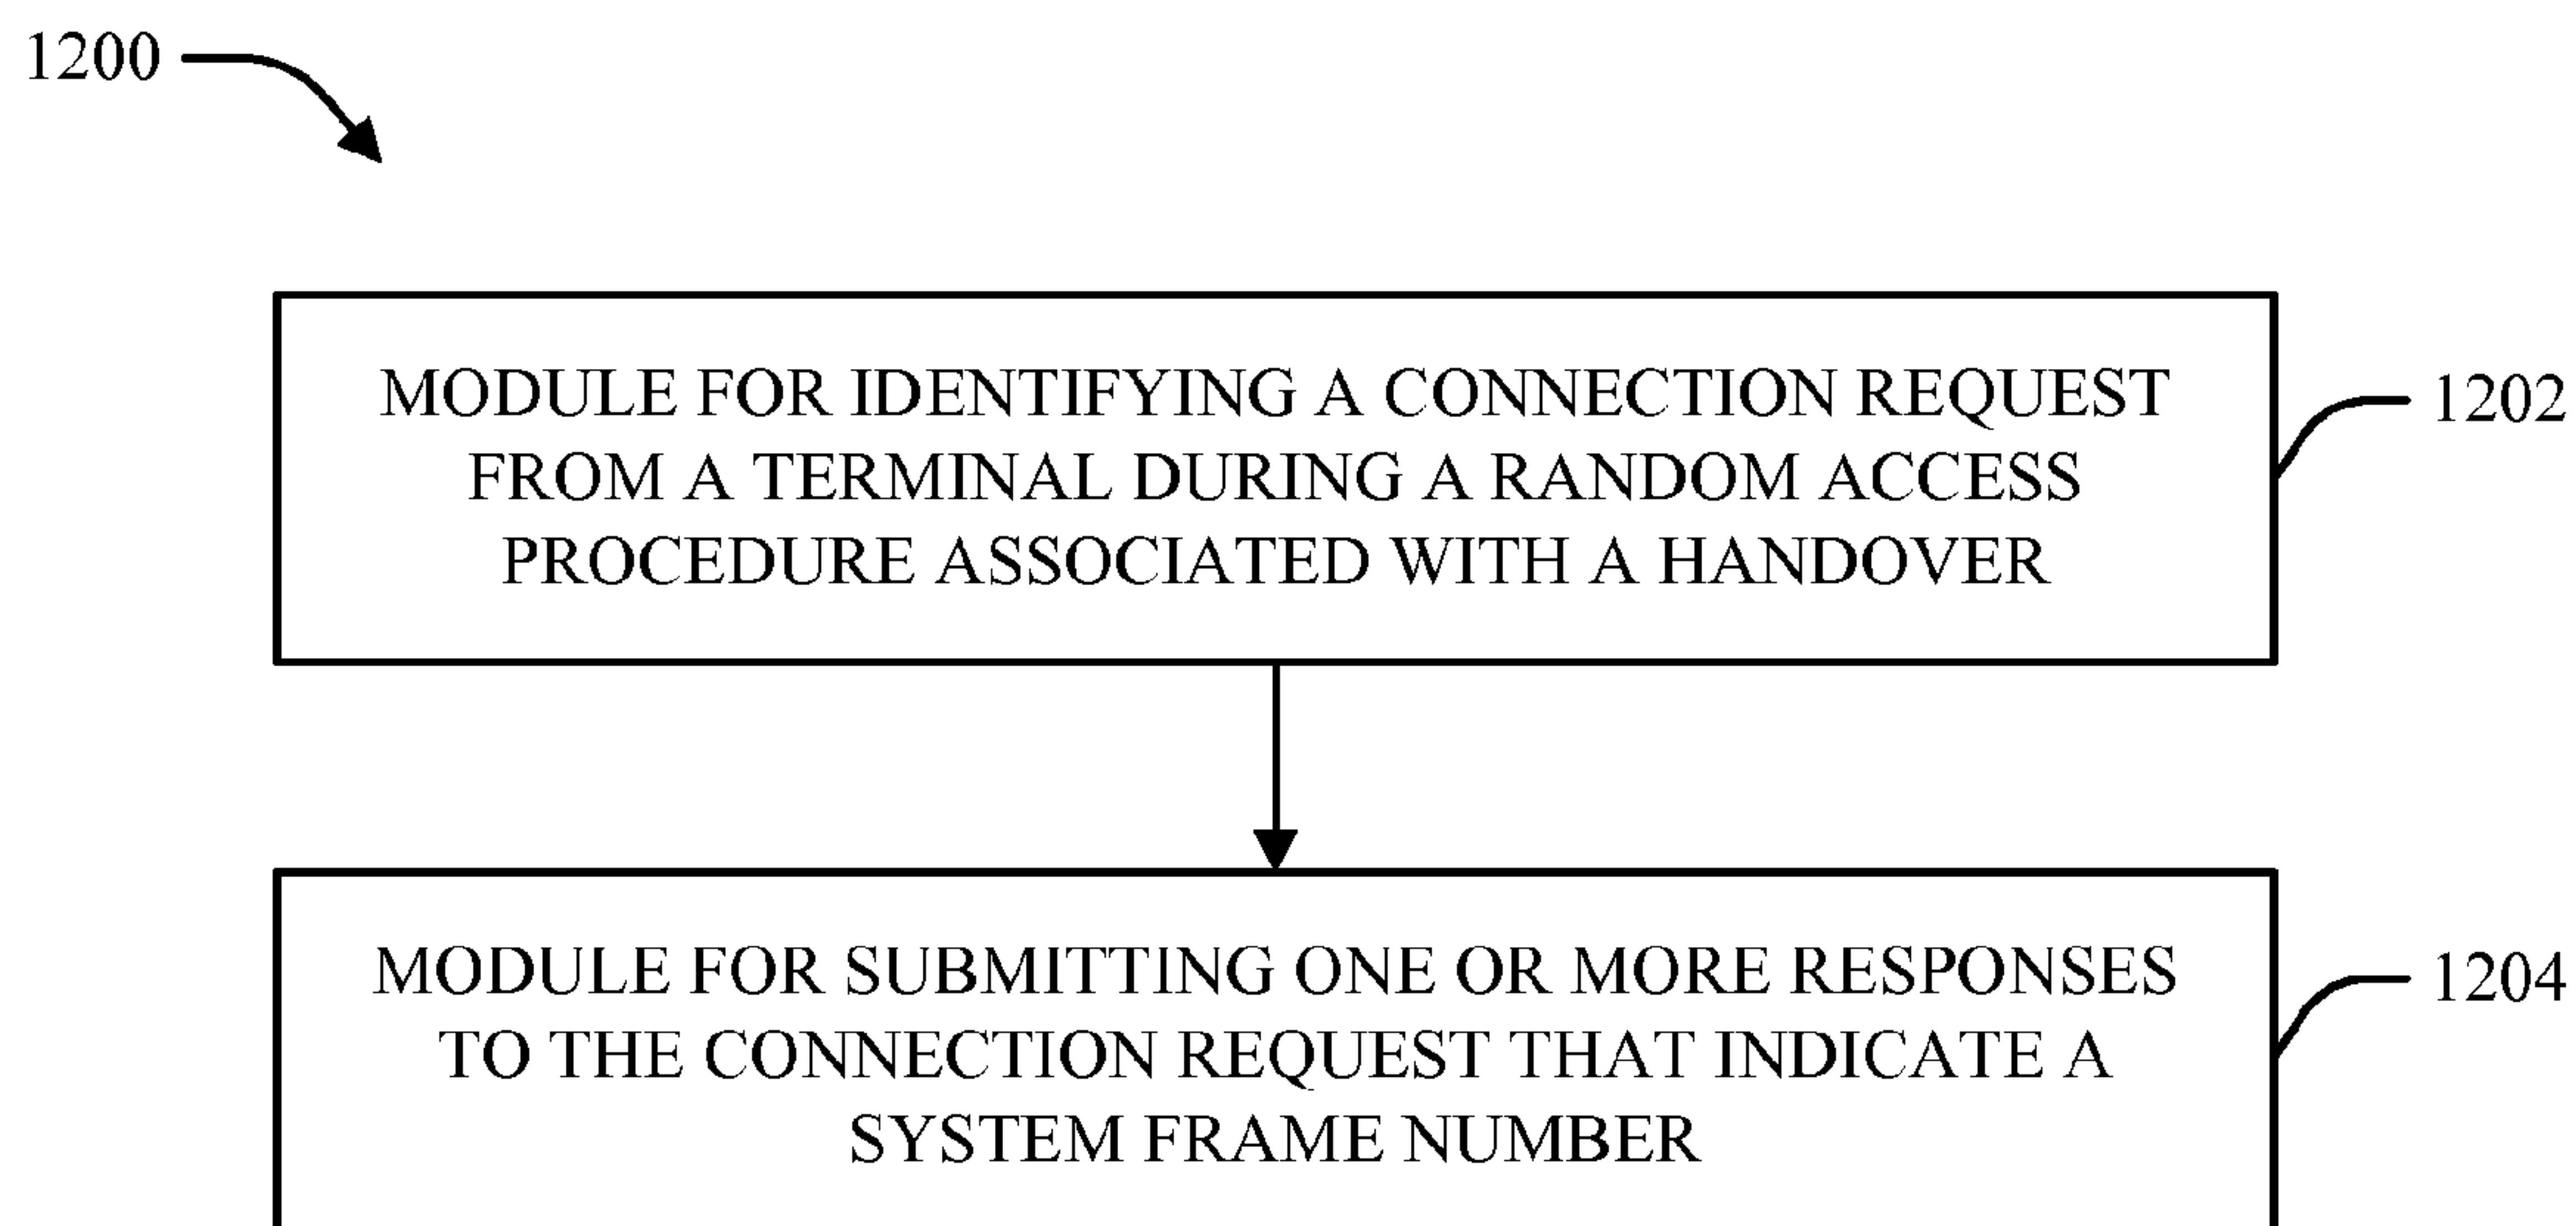 1200
MODULE FOR IDENTIFYING A CONNECTION REQUEST
FROM A TERMINAL DURING A RANDOM ACCESS
PROCEDURE ASSOCIATED WITH A HANDOVER
1202
MODULE FOR SUBMITTING ONE OR MORE RESPONSES
TO THE CONNECTION REQUEST THAT INDICATE A
SYSTEM FRAME NUMBER
1204